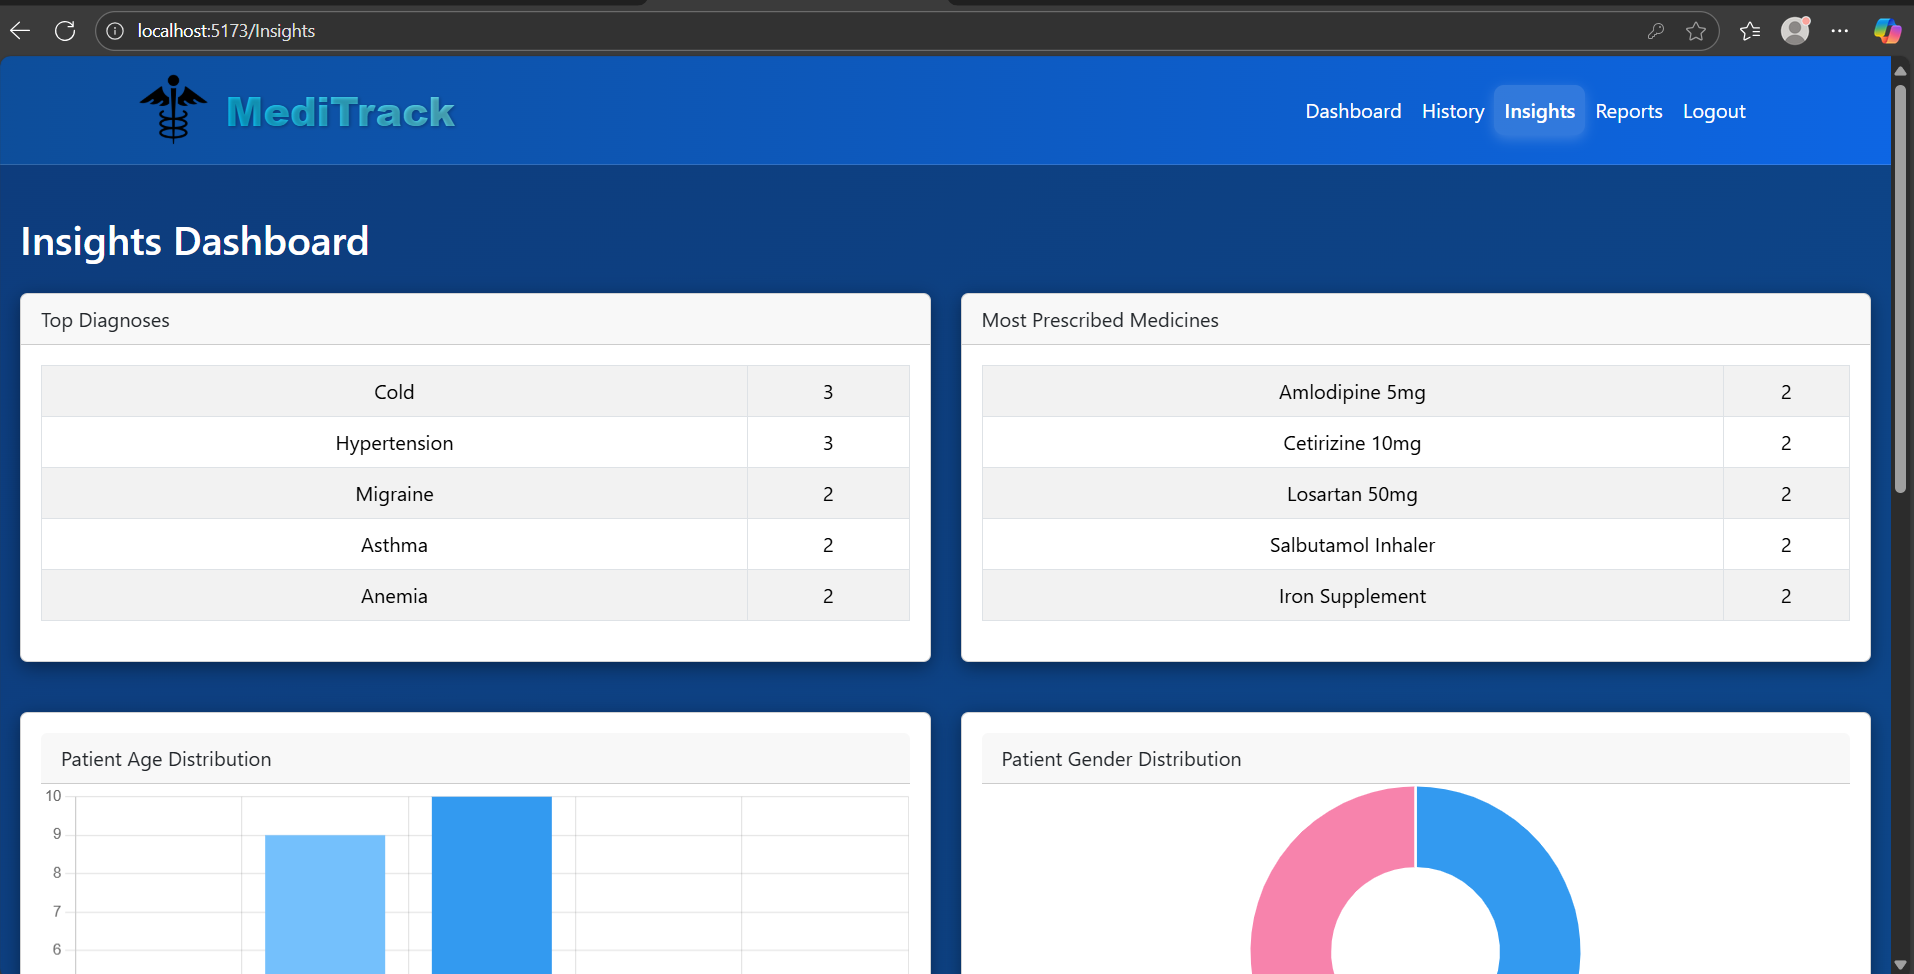 localhost:5173/Insights
MediTrack
Dashboard History Insights Reports Logout
Insights Dashboard
Top Diagnoses
Cold 3
Hypertension 3
Migraine 2
Asthma 2
Anemia 2
Most Prescribed Medicines
Amlodipine 5mg 2
Cetirizine 10mg 2
Losartan 50mg 2
Salbutamol Inhaler 2
Iron Supplement 2
Patient Age Distribution
10
9
8
7
6
Patient Gender Distribution